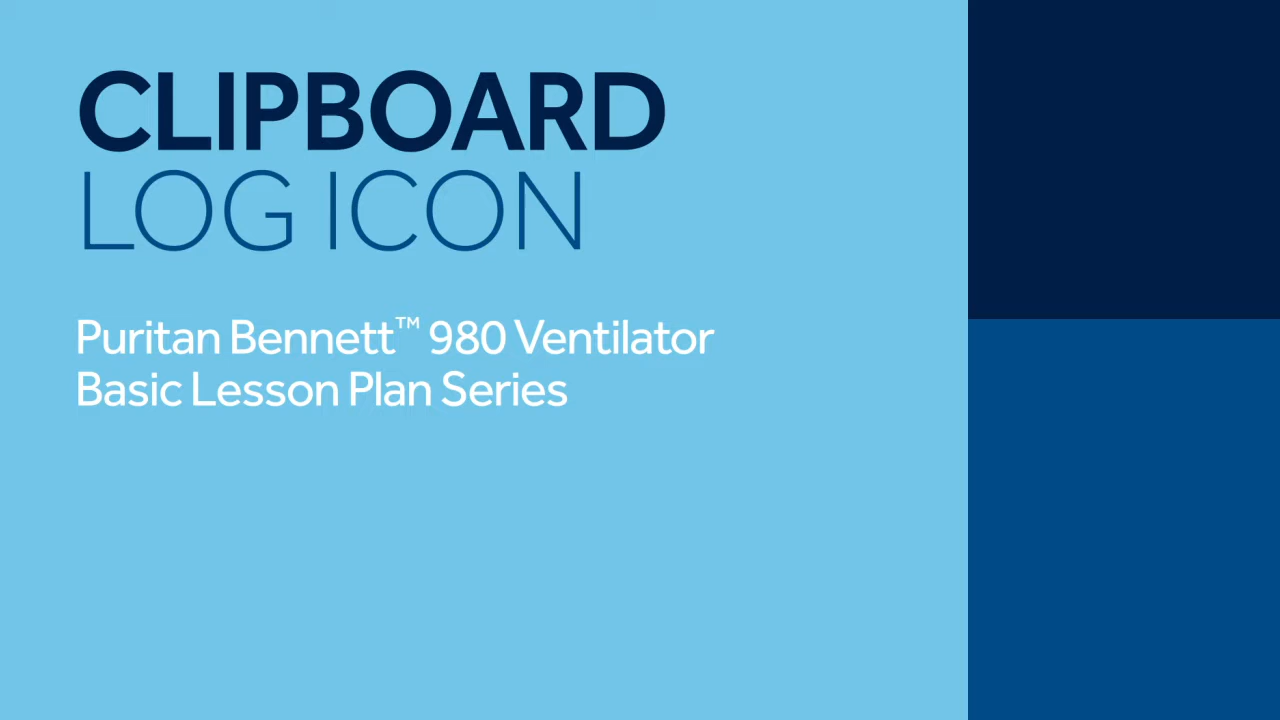 CLIPBOARD
LOG ICON
Puritan Bennett™ 980 Ventilator
Basic Lesson Plan Series